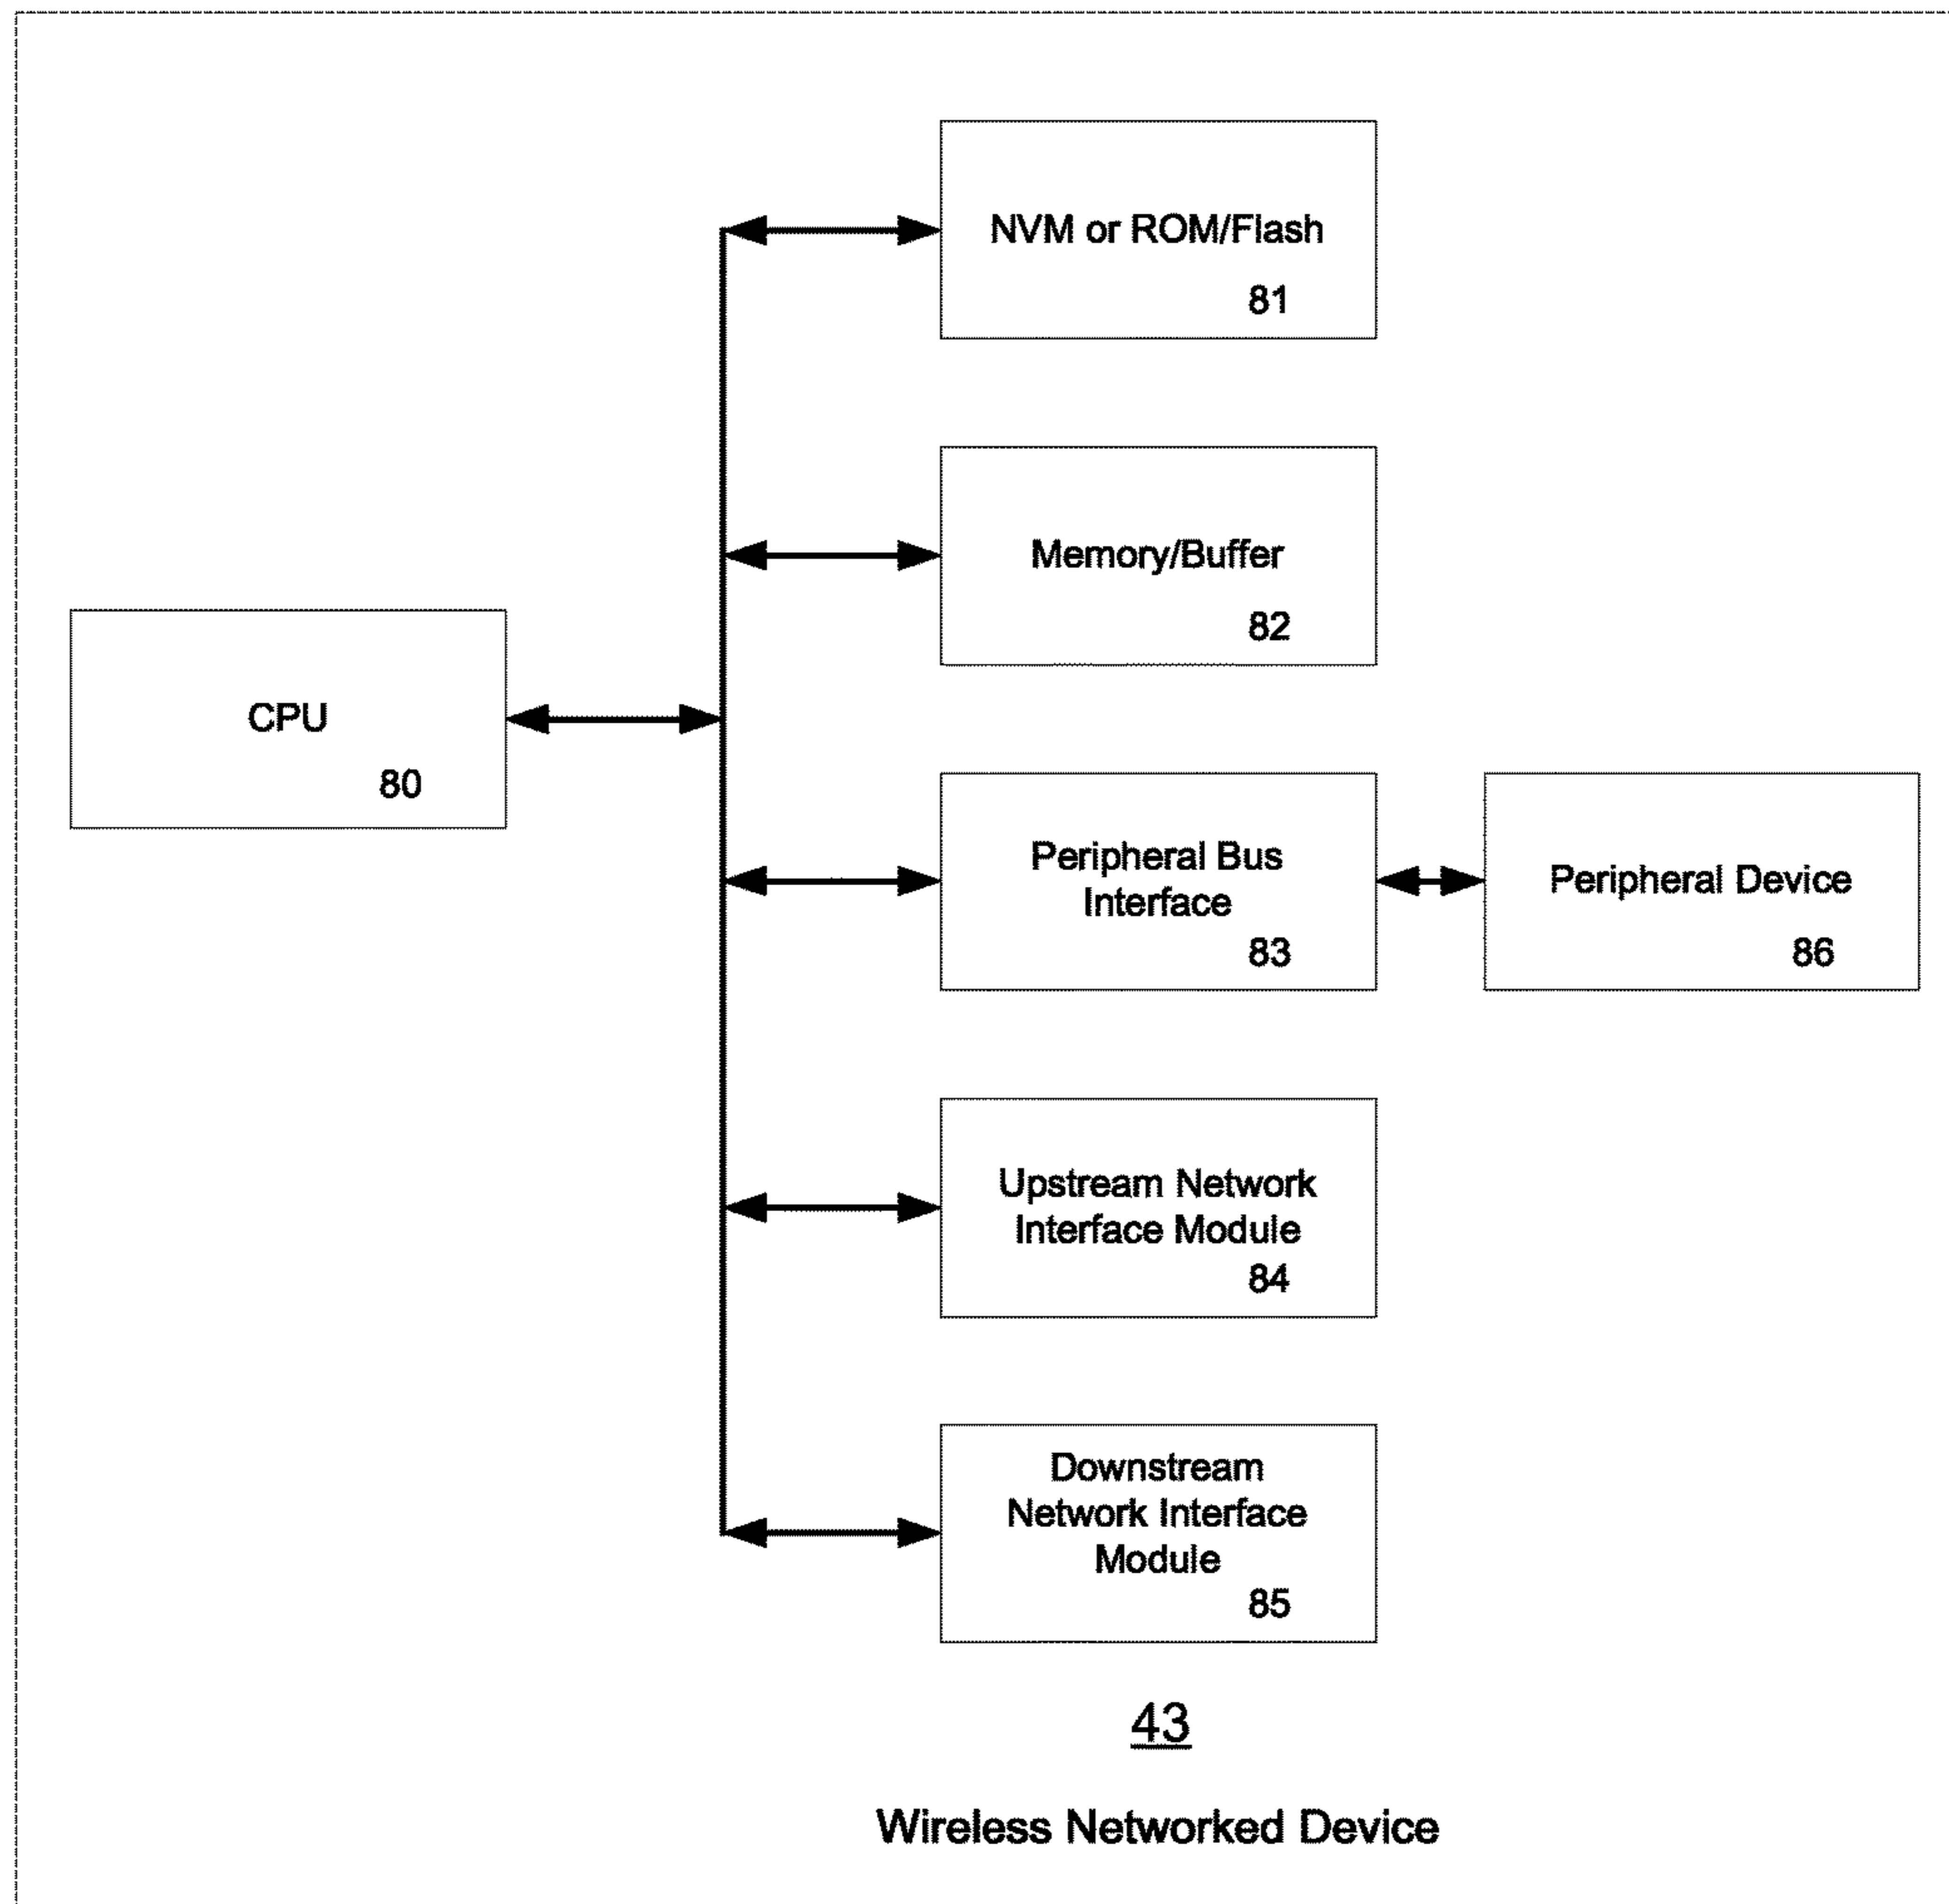 NVM or ROM/Flash
81
Memory/Buffer
82
CPU
80
Peripheral Bus
Interface
83
Peripheral Device
86
Upstream Network
Interface Module
84
Downstream
Network Interface
Module
85
43
Wireless Networked Device